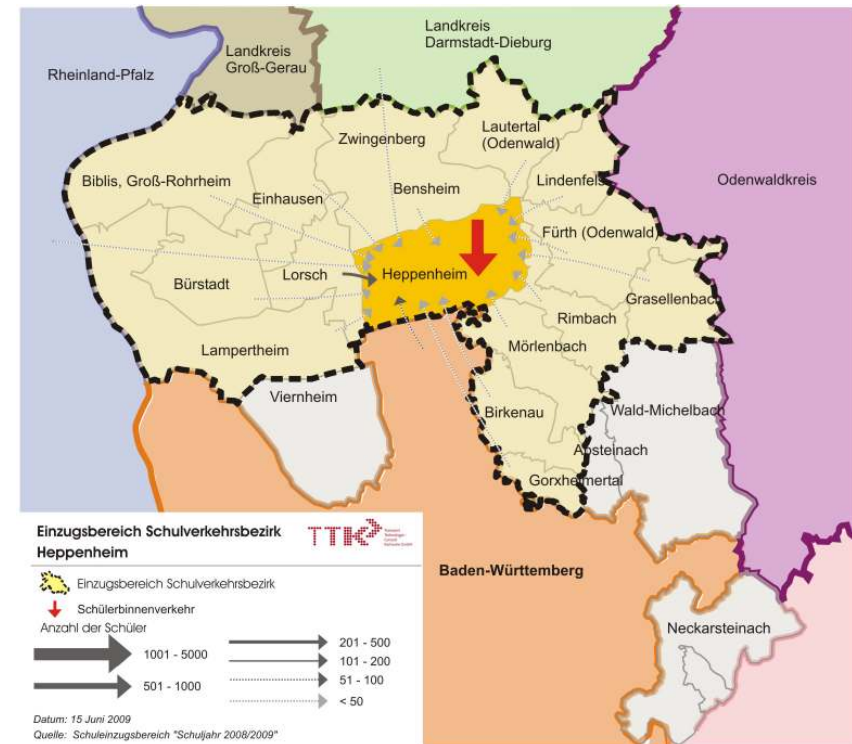 Landkreis
Groß-Gerau
Landkreis
Darmstadt-Dieburg
Rheinland-Pfalz
Zwingenberg
Lautertal
(Odenwald)
Biblis, Groß-Rohrheim
Einhausen
Bensheim
Lindenfels
Odenwaldkreis
Fürth (Odenwald)
Bürstadt
Lorsch
Heppenheim
Grasellenbach
Rimbach
Lampertheim
Mörlenbach
Viernheim
Birkenau
Wald-Michelbach
Absteinach
Gorxheimertal
Baden-Württemberg
Neckarsteinach
Einzugsbereich Schulverkehrsbezirk
Heppenheim
TTK
Einzugsbereich Schulverkehrsbezirk
Schülerbinnenverkehr
Anzahl der Schüler
1001 - 5000
501 - 1000
201 - 500
101 - 200
51 - 100
< 50
Datum: 15 Juni 2009
Quelle: Schuleinzugsbereich "Schuljahr 2008/2009"